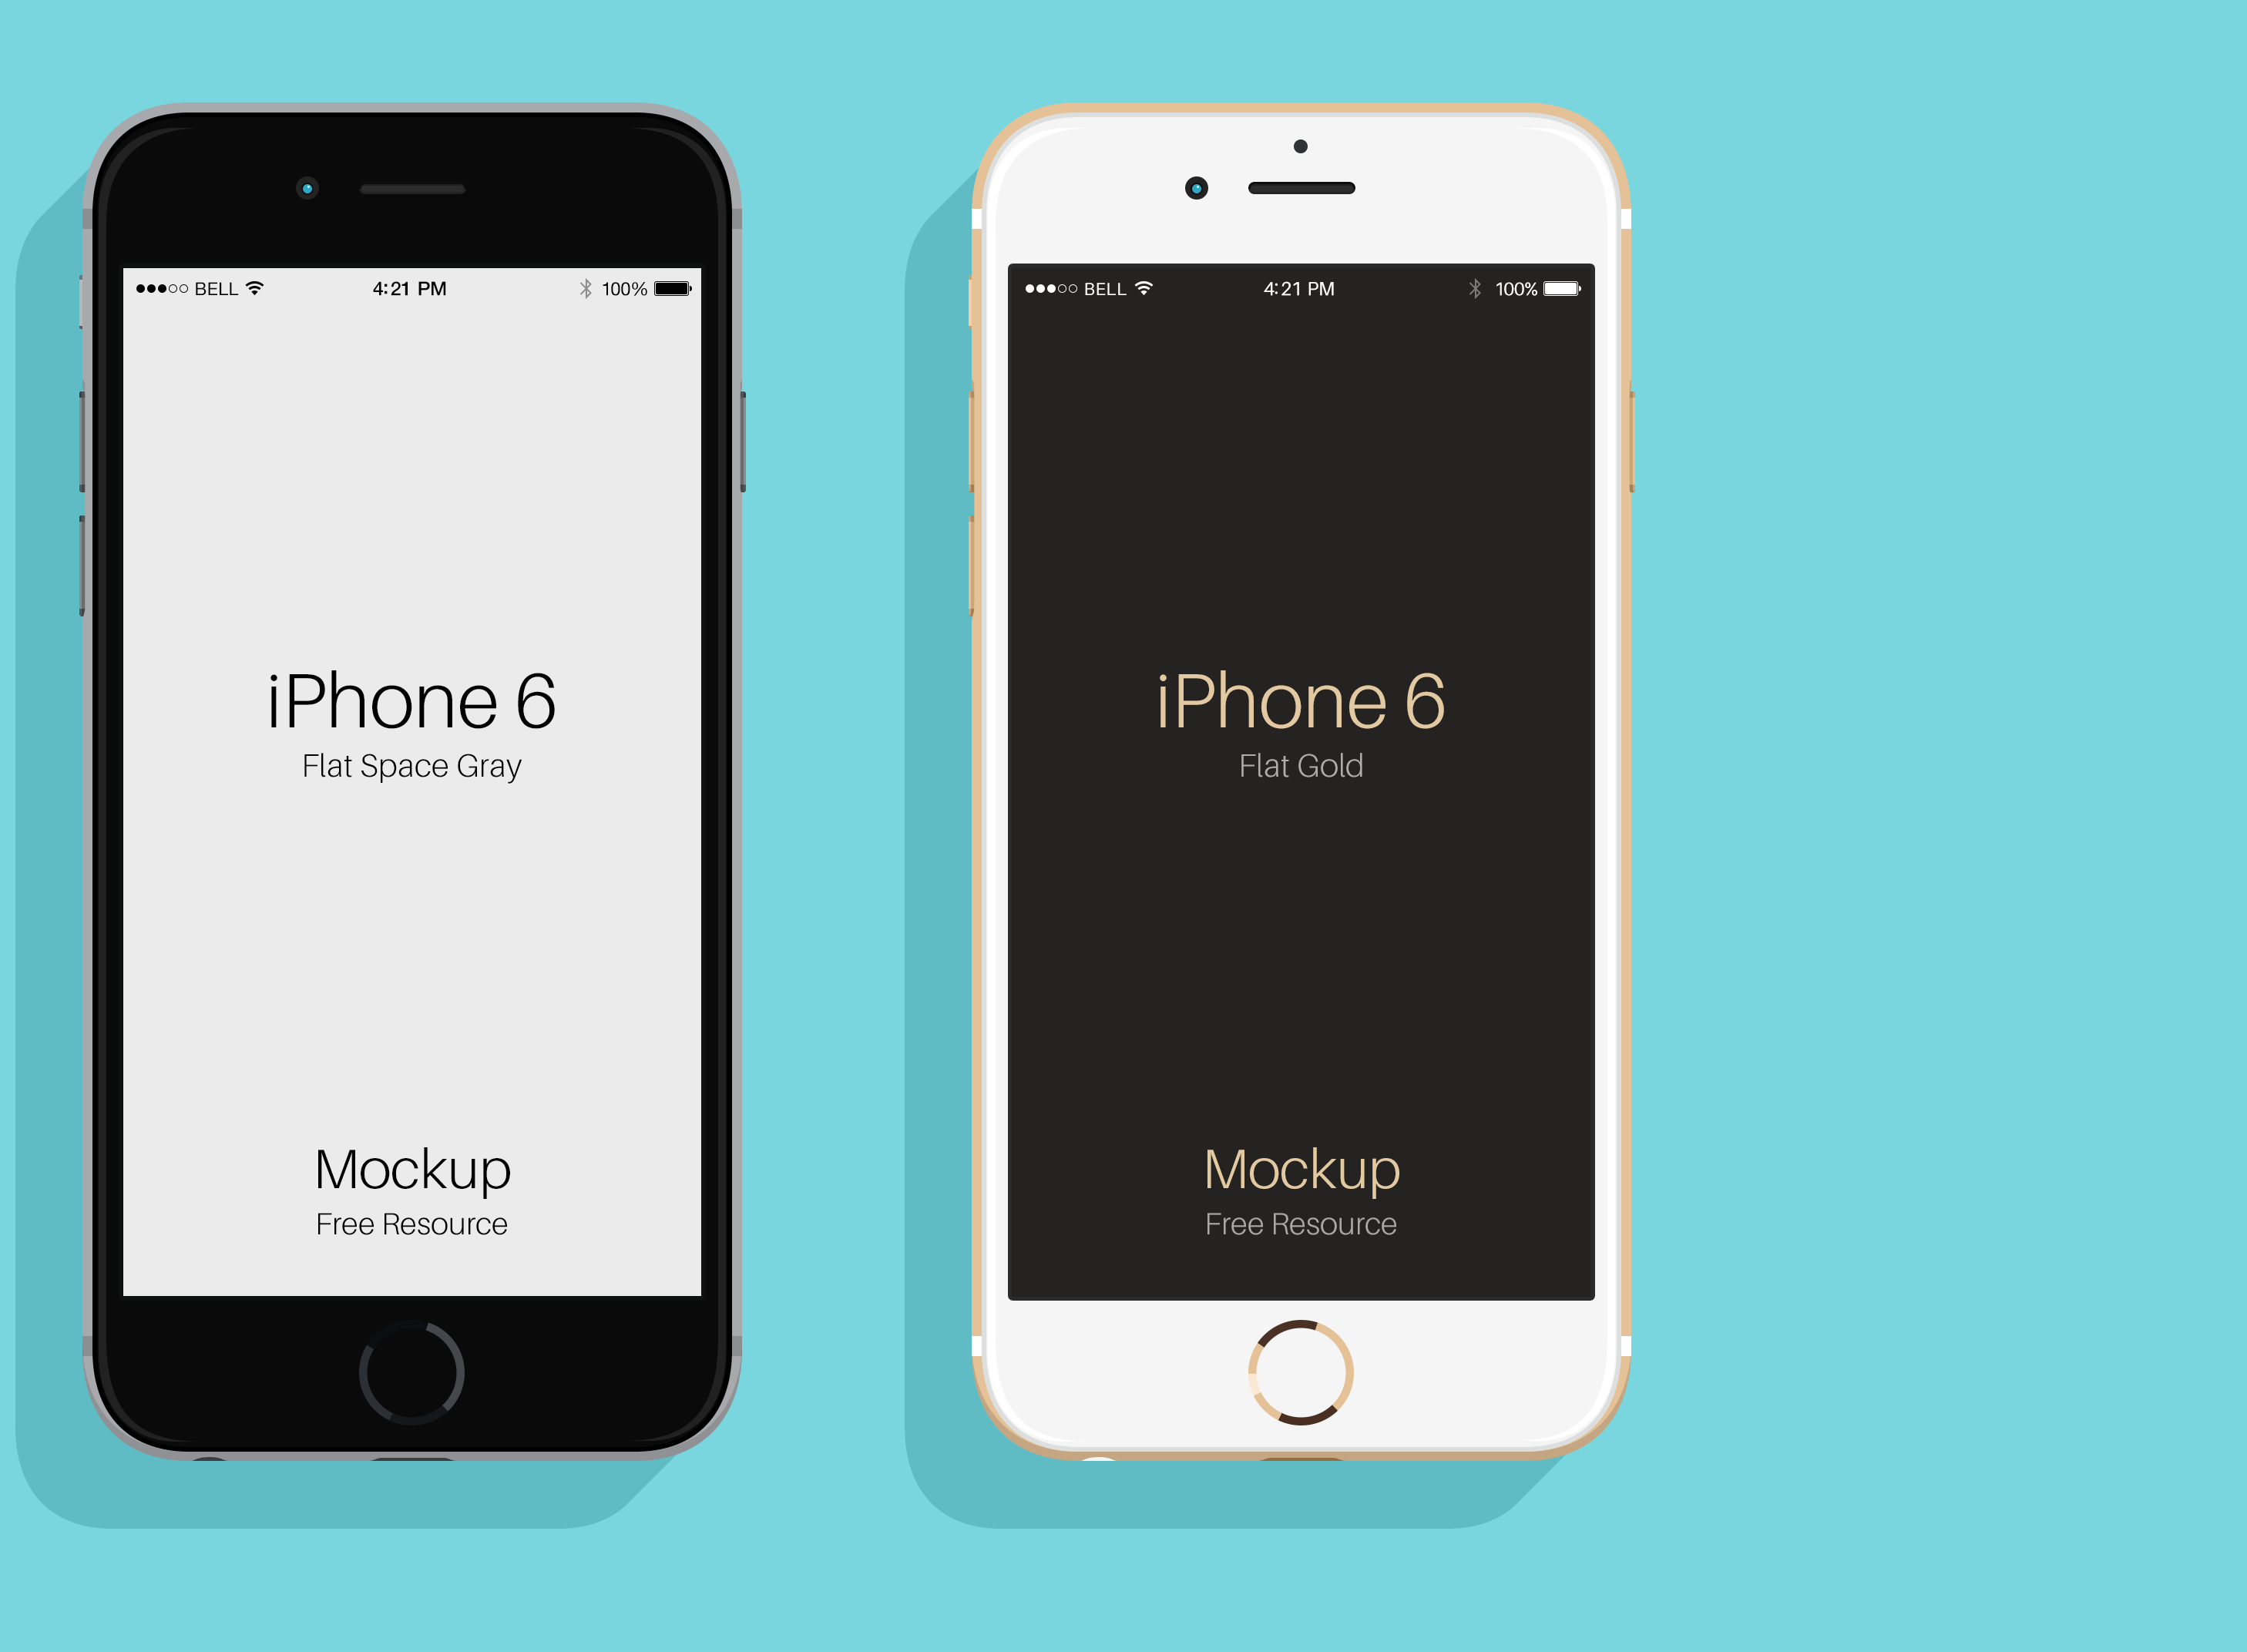 BELL 4:21 PM 100%
iPhone 6
Flat Space Gray
Mockup
Free Resource
BELL 4:21 PM 100%
iPhone 6
Flat Gold
Mockup
Free Resource